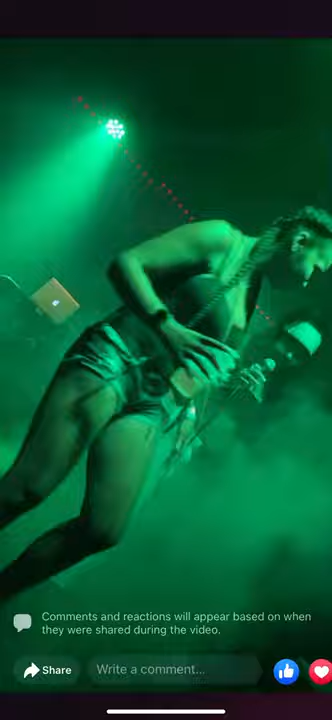 Comments and reactions will appear based on when
they were shared during the video.
Share
Write a comment...